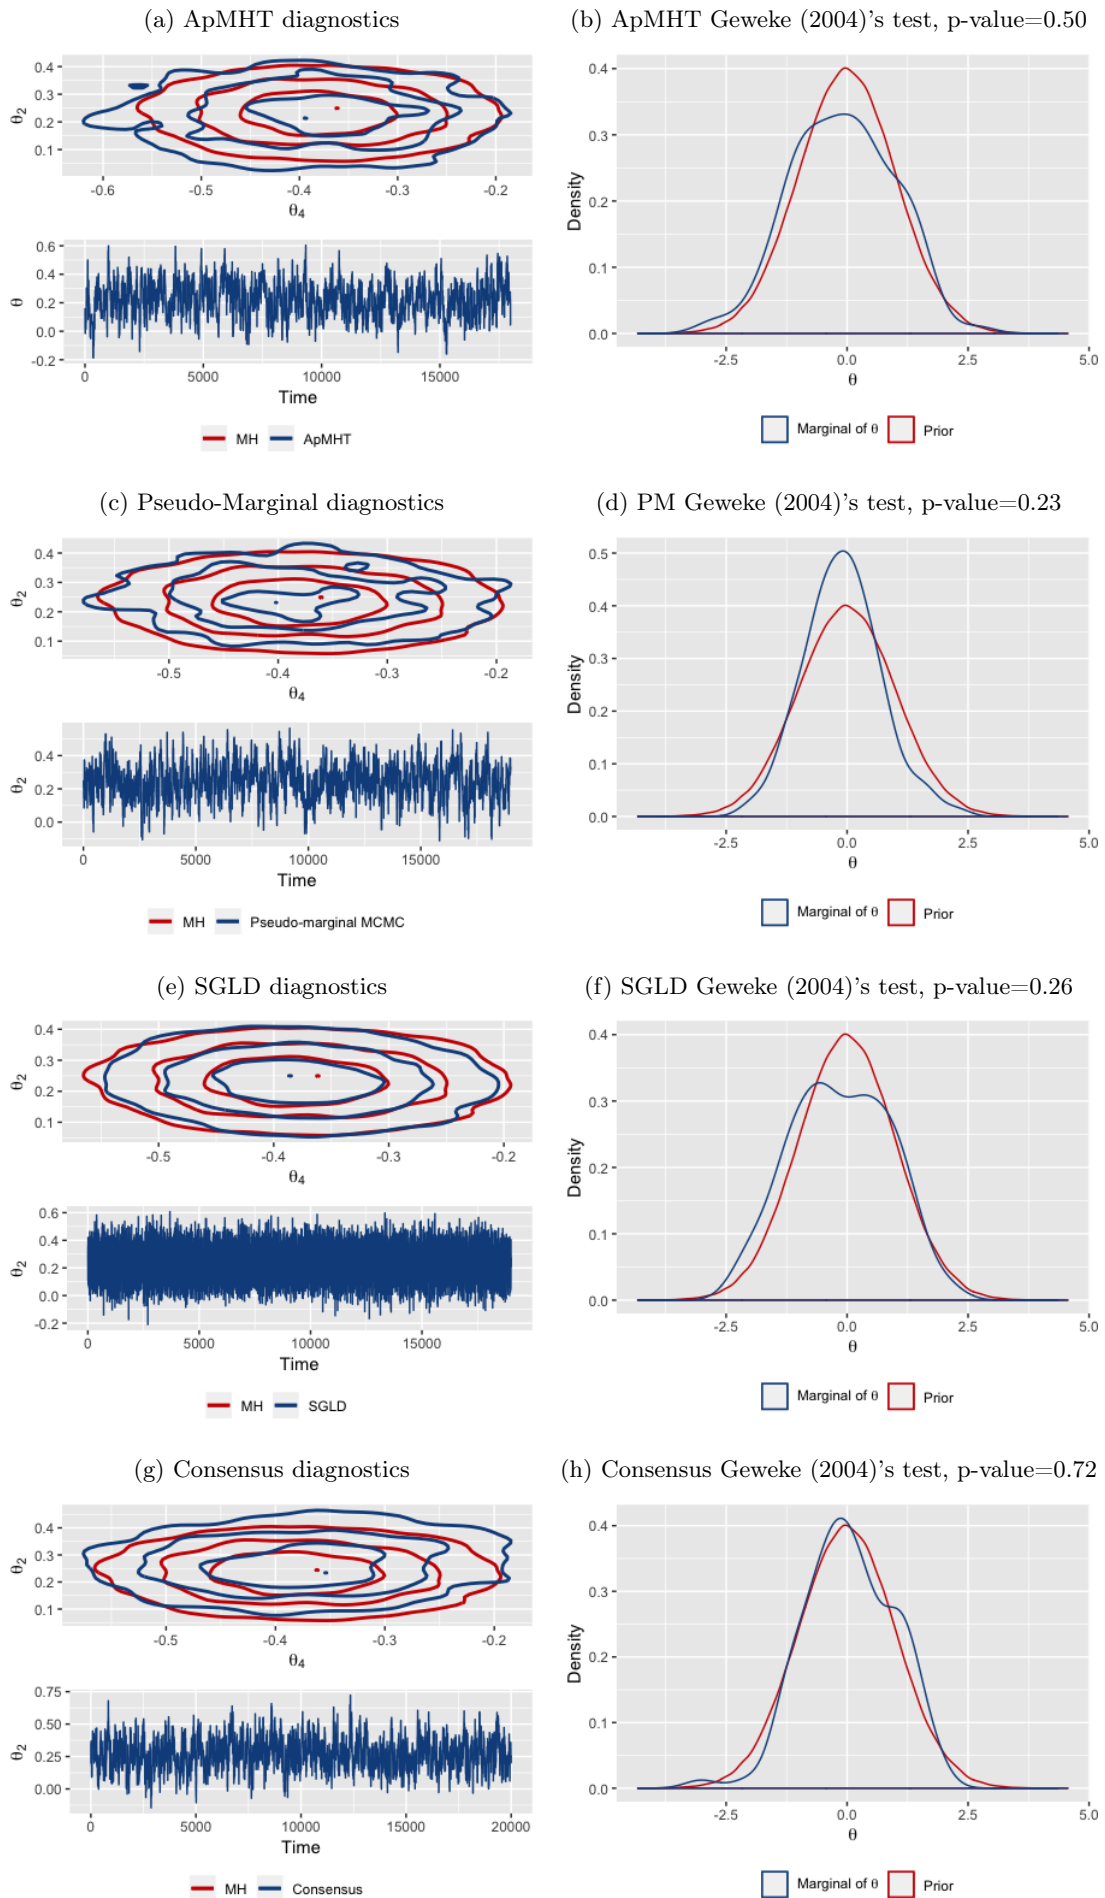 (a) ApMHT diagnostics
0.4
0.3
0.2
0.1
θ2
-0.6 -0.5 -0.4 -0.3 -0.2
θ4
0.6
0.4
0.2
0.0
-0.2
θ
0 5000 10000 15000
Time
MH ApMHT
(b) ApMHT Geweke (2004)'s test, p-value=0.50
0.4
0.3
0.2
0.1
0.0
Density
-2.5 0.0 2.5 5.0
θ
Marginal of θ Prior
(c) Pseudo-Marginal diagnostics
0.4
0.3
0.2
0.1
θ2
-0.5 -0.4 -0.3 -0.2
θ4
0.4
0.2
0.0
θ2
0 5000 10000 15000
Time
MH Pseudo-marginal MCMC
(d) PM Geweke (2004)'s test, p-value=0.23
0.5
0.4
0.3
0.2
0.1
0.0
Density
-2.5 0.0 2.5 5.0
θ
Marginal of θ Prior
(e) SGLD diagnostics
0.4
0.3
0.2
0.1
θ2
-0.5 -0.4 -0.3 -0.2
θ4
0.6
0.4
0.2
0.0
-0.2
θ2
0 5000 10000 15000
Time
MH SGLD
(f) SGLD Geweke (2004)'s test, p-value=0.26
0.4
0.3
0.2
0.1
0.0
Density
-2.5 0.0 2.5 5.0
θ
Marginal of θ Prior
(g) Consensus diagnostics
0.4
0.3
0.2
0.1
θ2
-0.5 -0.4 -0.3 -0.2
θ4
0.75
0.50
0.25
0.00
θ2
0 5000 10000 15000 20000
Time
MH Consensus
(h) Consensus Geweke (2004)'s test, p-value=0.72
0.4
0.3
0.2
0.1
0.0
Density
-2.5 0.0 2.5 5.0
θ
Marginal of θ Prior